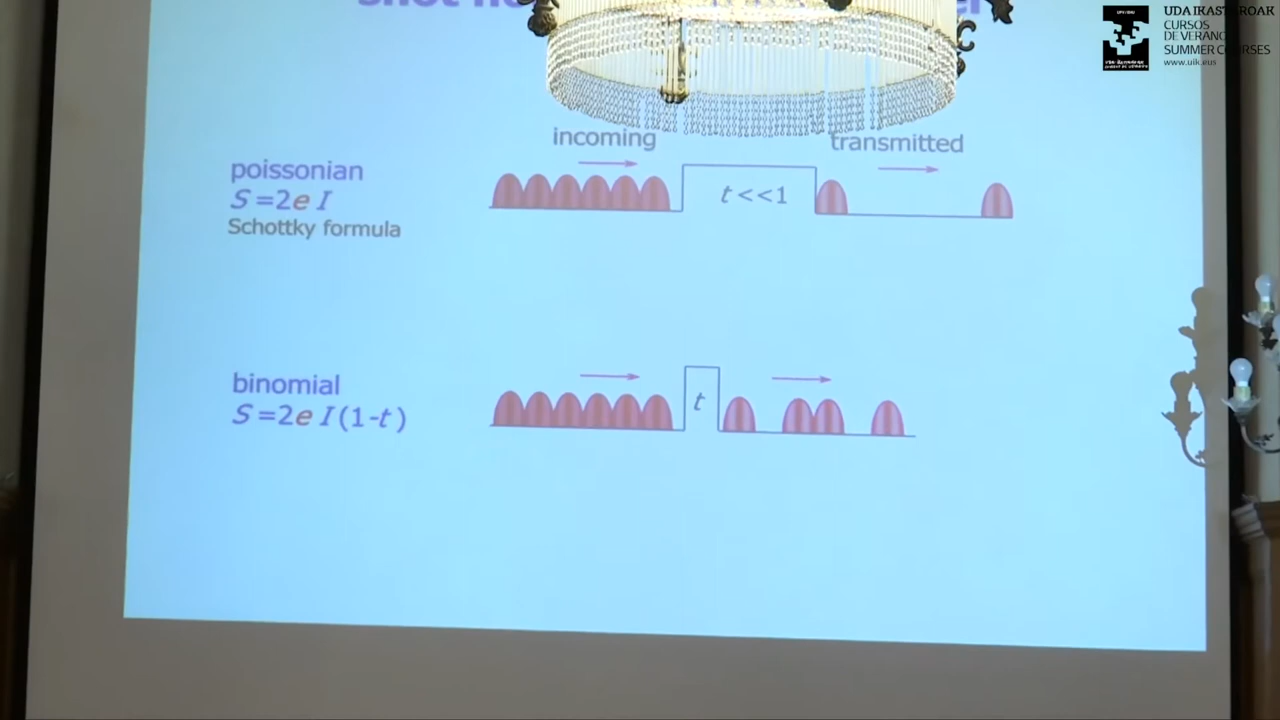 shot
UDA IKASTAROAK
CURSOS
DE VERANO
SUMMER COURSES
www.uik.eus
incoming
transmitted
poissonian
S=2e I
Schottky formula
t<<1
binomial
S=2e I(1-t)
t